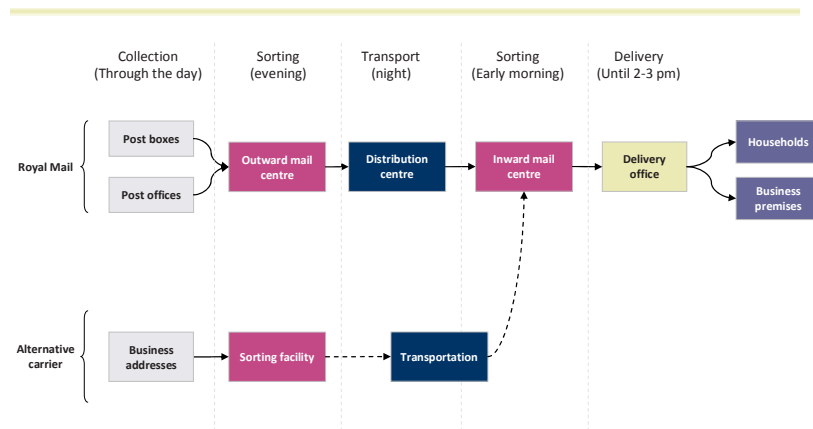 Collection
(Through the day)
Sorting
(evening)
Transport
(night)
Sorting
(Early morning)
Delivery
(Until 2-3 pm)
Royal Mail
Post boxes
Post offices
Outward mail
centre
Distribution
centre
Inward mail
centre
Delivery
office
Households
Business
premises
Alternative
carrier
Business
addresses
Sorting facility
Transportation